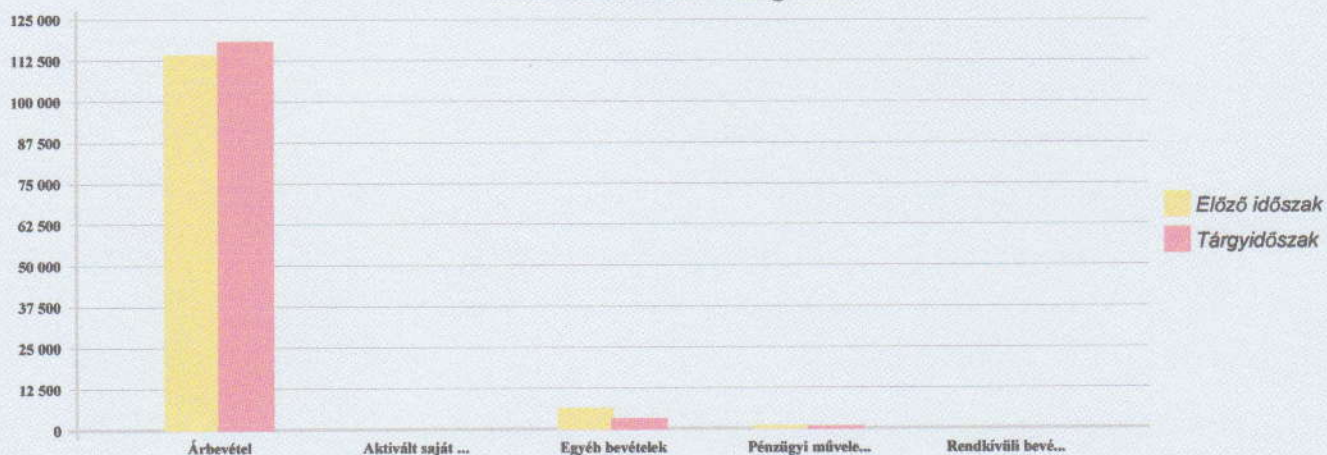 125 000
112 500
100 000
87 500
75 000
62 500
50 000
37 500
25 000
12 500
0
Árbevétel
Aktivált saját ...
Egyéb bevételek
Pénzügyi művele...
Rendkívüli bevé...
Előző időszak
Tárgyidőszak